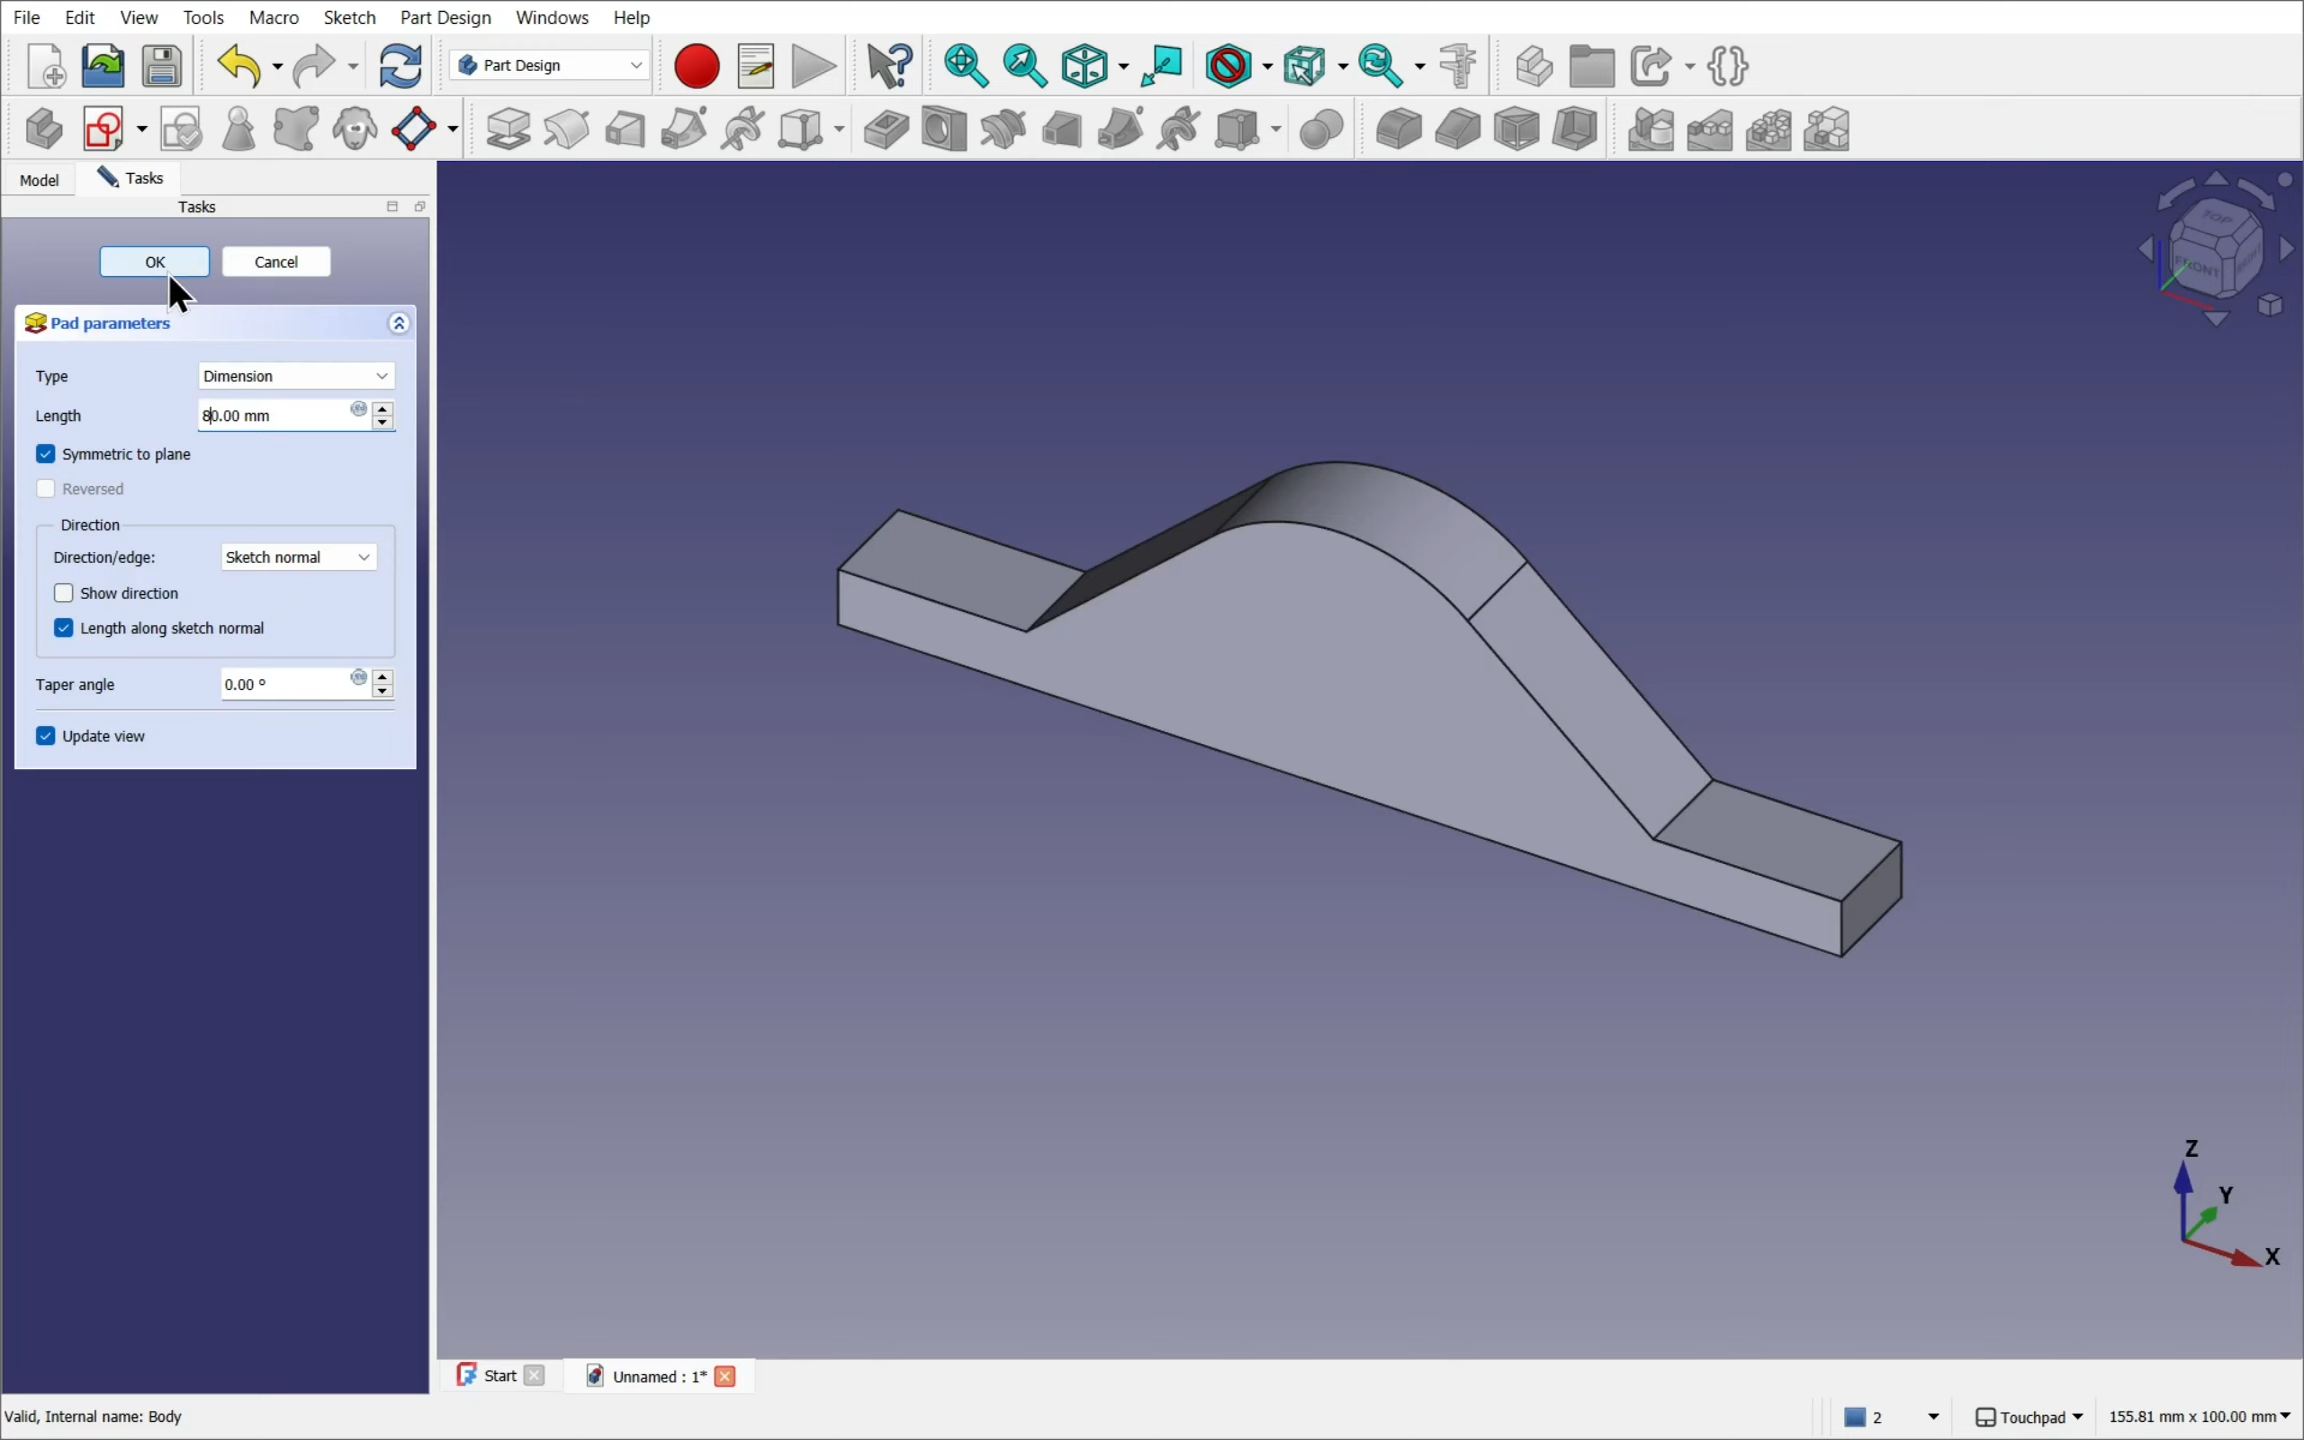 File Edit View Tools Macro Sketch Part Design Windows Help
Part Design
Model Tasks
Tasks
OK Cancel
Pad parameters
Type Dimension
Length 80.00 mm
Symmetric to plane
Reversed
Direction
Direction/edge: Sketch normal
Show direction
Length along sketch normal
Taper angle 0.00 °
Update view
TOP
FRONT
Z
Y
X
Start Unnamed : 1*
Valid, Internal name: Body
2 Touchpad 155.81 mm x 100.00 mm